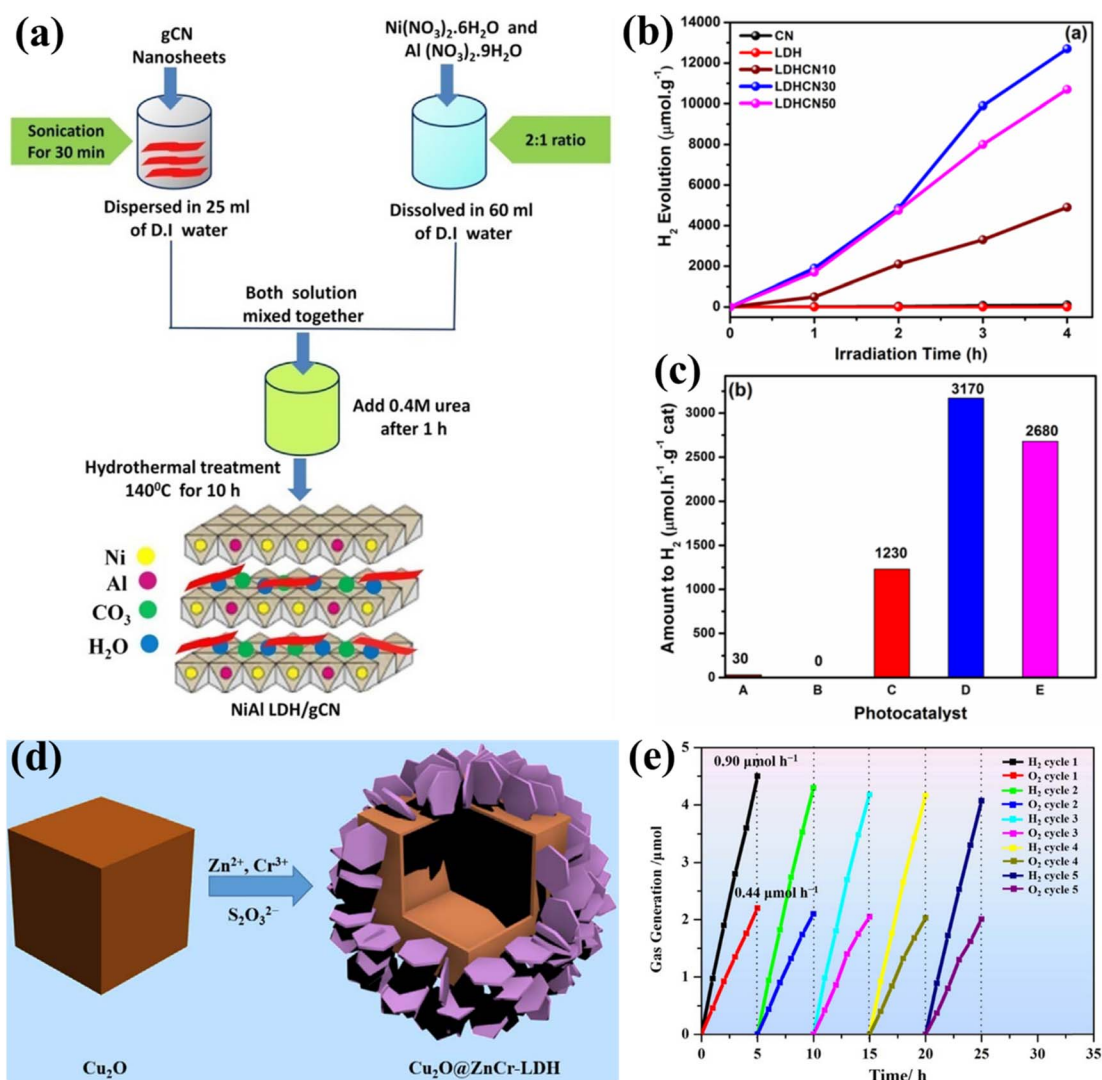 (a)
gCN
Nanosheets
Ni(NO₃)₂.6H₂O and
Al (NO₃)₂.9H₂O
Sonication
For 30 min
2:1 ratio
Dispersed in 25 ml
of D.I water
Dissolved in 60 ml
of D.I water
Both solution
mixed together
Add 0.4M urea
after 1 h
Hydrothermal treatment
140⁰C for 10 h
Ni
Al
CO₃
H₂O
NiAl LDH/gCN
(b)
(a)
CN
LDH
LDHCN10
LDHCN30
LDHCN50
H₂ Evolution (μmol.g⁻¹)
14000
12000
10000
8000
6000
4000
2000
0
0 1 2 3 4
Irradiation Time (h)
(c)
(b)
Amount to H₂ (μmol.h⁻¹.g⁻¹ cat)
3000
2500
2000
1500
1250
750
500
0
30
0
1230
3170
2680
A B C D E
Photocatalyst
(d)
Zn²⁺, Cr³⁺
S₂O₃²⁻
Cu₂O
Cu₂O@ZnCr-LDH
(e)
0.90 μmol h⁻¹
0.44 μmol h⁻¹
H₂ cycle 1
O₂ cycle 1
H₂ cycle 2
O₂ cycle 2
H₂ cycle 3
O₂ cycle 3
H₂ cycle 4
O₂ cycle 4
H₂ cycle 5
O₂ cycle 5
Gas Generation /μmol
5
4
3
2
1
0
0 5 10 15 20 25 30 35
Time/ h